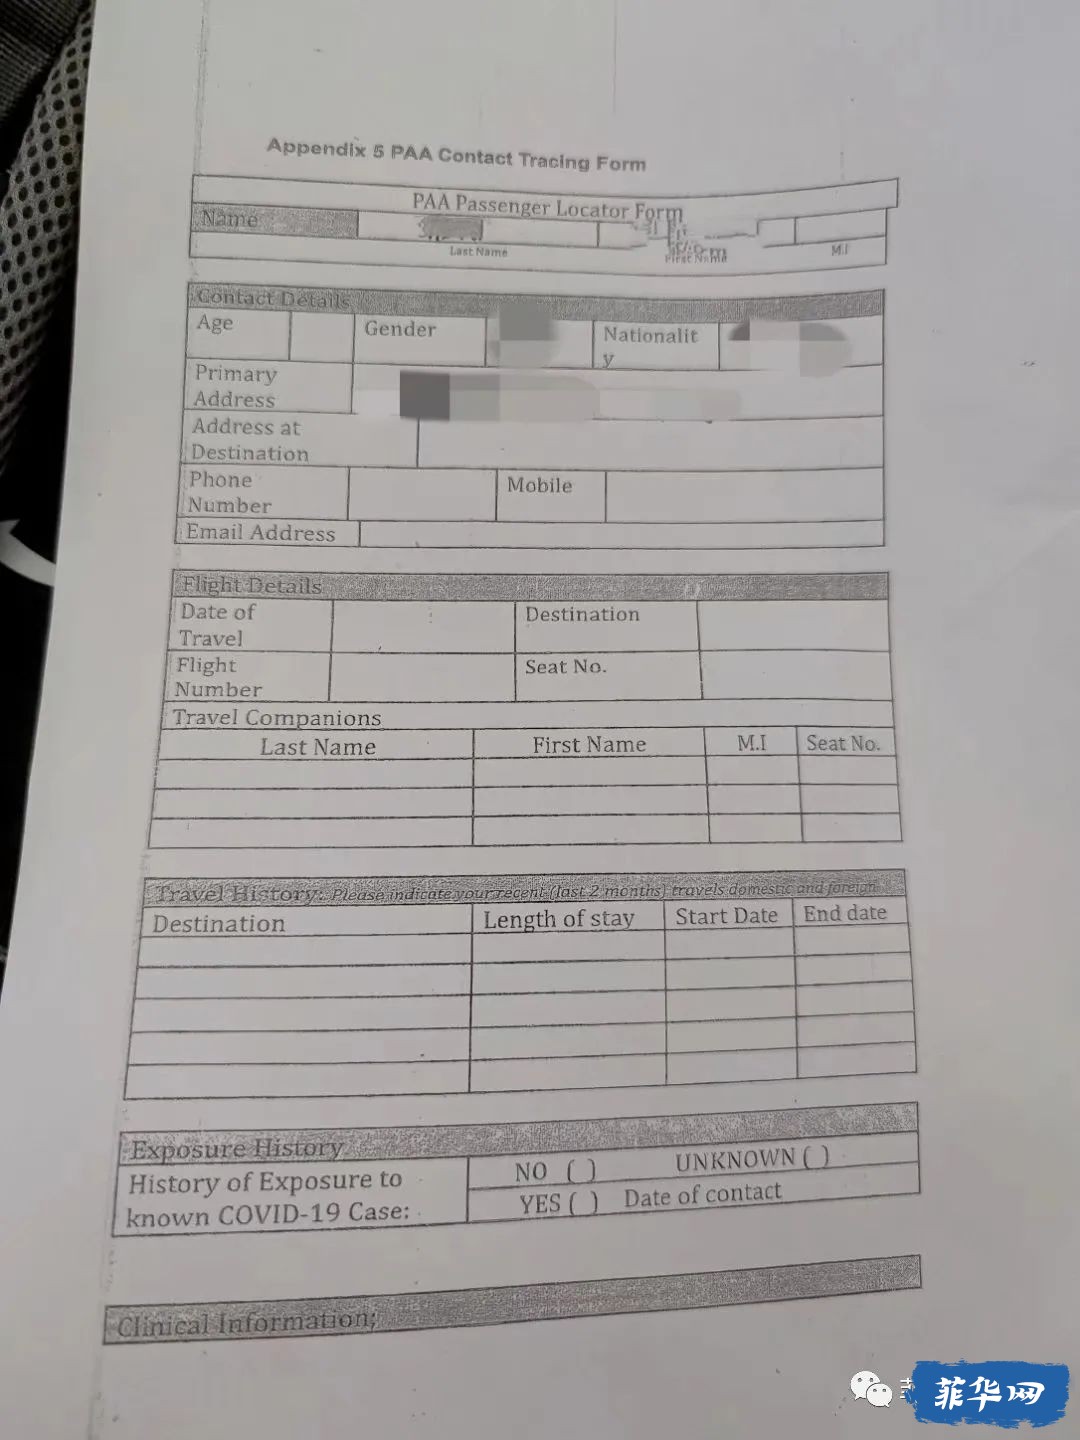 Appendix 5 PAA Contact Tracing Form
PAA Passenger Locator Form
Name
Last Name First Name M.I
Contact Details
Age Gender Nationalit
y
Primary
Address
Address at
Destination
Phone Mobile
Number
Email Address
Flight Details
Date of Destination
Travel
Flight Seat No.
Number
Travel Companions
Last Name First Name M.I Seat No.
Travel History: Please indicate your recent (last 2 months) travels domestic and foreign
Destination Length of stay Start Date End date
Exposure History
History of Exposure to NO ( ) UNKNOWN ( )
known COVID-19 Case: YES ( ) Date of contact
Clinical Information;
菲华网